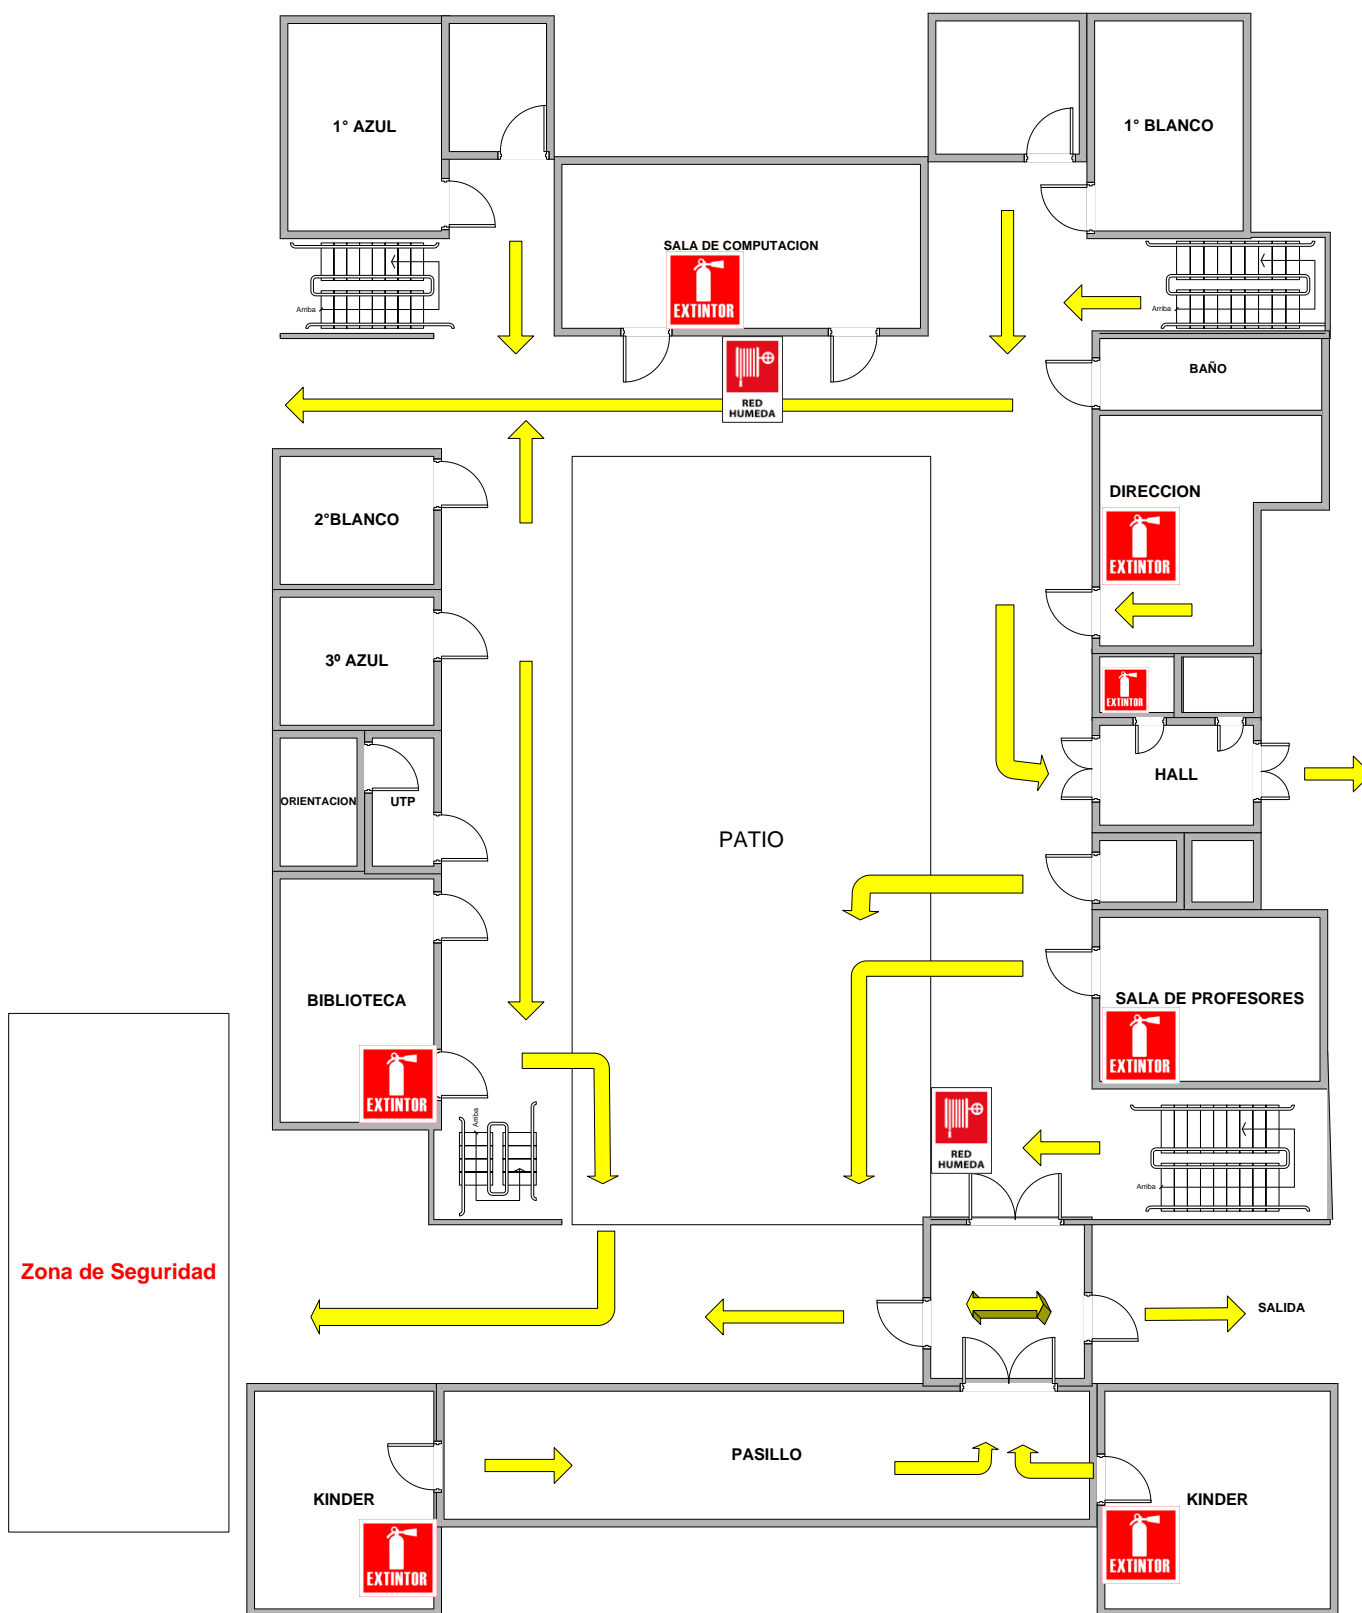 1° AZUL
1° BLANCO
SALA DE COMPUTACION
EXTINTOR
Arriba
Arriba
RED
HUMEDA
BAÑO
2°BLANCO
DIRECCION
EXTINTOR
3º AZUL
EXTINTOR
ORIENTACION
UTP
HALL
PATIO
BIBLIOTECA
EXTINTOR
SALA DE PROFESORES
EXTINTOR
Arriba
RED
HUMEDA
Arriba
Zona de Seguridad
SALIDA
PASILLO
KINDER
EXTINTOR
KINDER
EXTINTOR